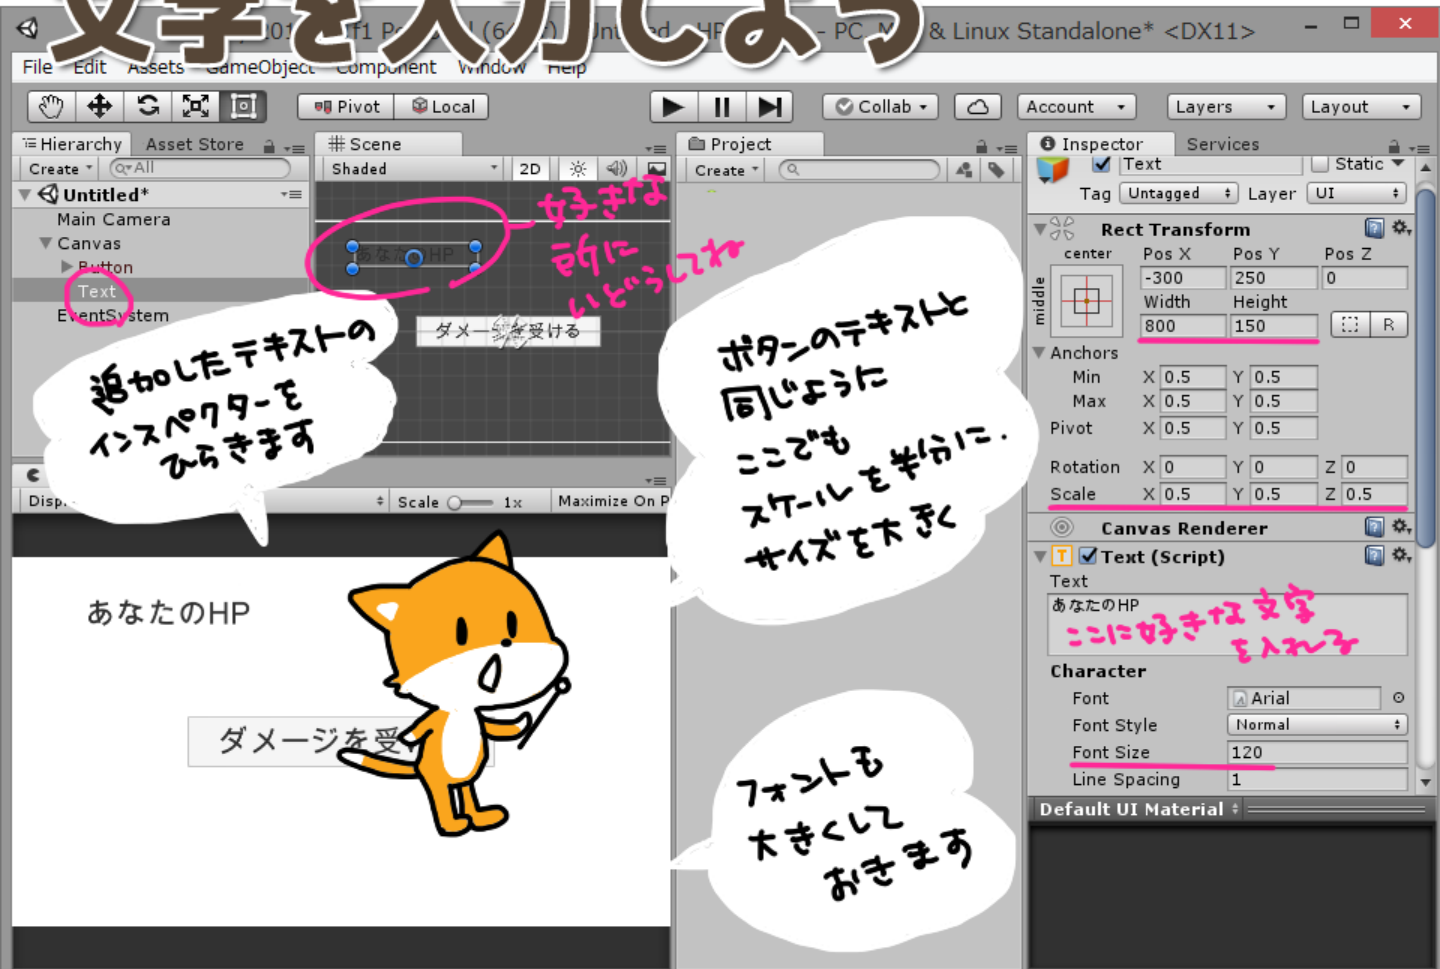 文字を入力しよう
& Linux Standalone* <DX11>
File Edit Assets GameObject Component Window Help
Pivot Local Collab Account Layers Layout
Hierarchy Asset Store
Create All
Untitled*
Main Camera
Canvas
Button
Text
EventSystem
Scene
Shaded 2D
あなたのHP
ダメージを受ける
好きな
所に
いどうしてね
追加したテキストの
インスペクターを
ひらきます
Scale 1x Maximize On P
あなたのHP
ダメージを受
Project
Create
ボタンのテキストと
同じように
ここでも
スケールを半分に.
サイズを大きく
フォントも
大きくして
おきます
Inspector Services
Text Static
Tag Untagged Layer UI
Rect Transform
center Pos X Pos Y Pos Z
middle -300 250 0
Width Height
800 150 R
Anchors
Min X 0.5 Y 0.5
Max X 0.5 Y 0.5
Pivot X 0.5 Y 0.5
Rotation X 0 Y 0 Z 0
Scale X 0.5 Y 0.5 Z 0.5
Canvas Renderer
Text (Script)
Text
あなたのHP
ここに好きな文字
を入れる
Character
Font Arial
Font Style Normal
Font Size 120
Line Spacing 1
Default UI Material